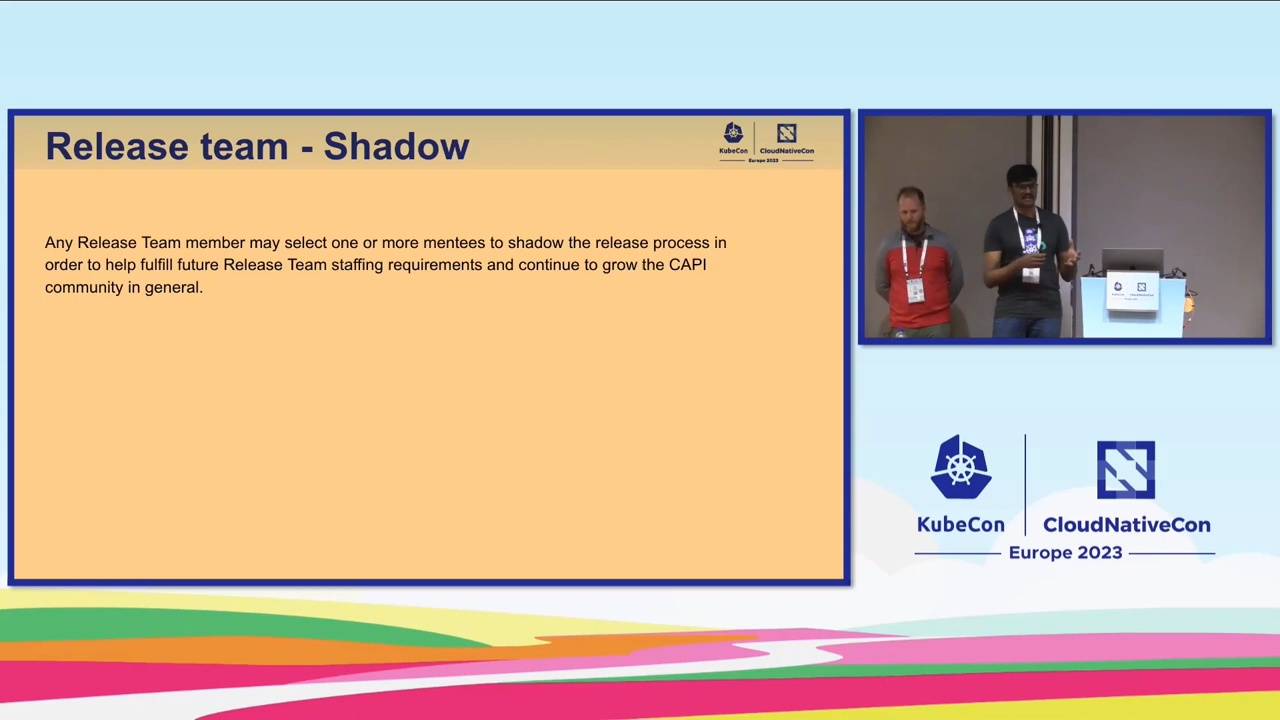 Release team - Shadow
KubeCon
CloudNativeCon
Europe 2023
Any Release Team member may select one or more mentees to shadow the release process in
order to help fulfill future Release Team staffing requirements and continue to grow the CAPI
community in general.
KubeCon
CloudNativeCon
Europe 2023